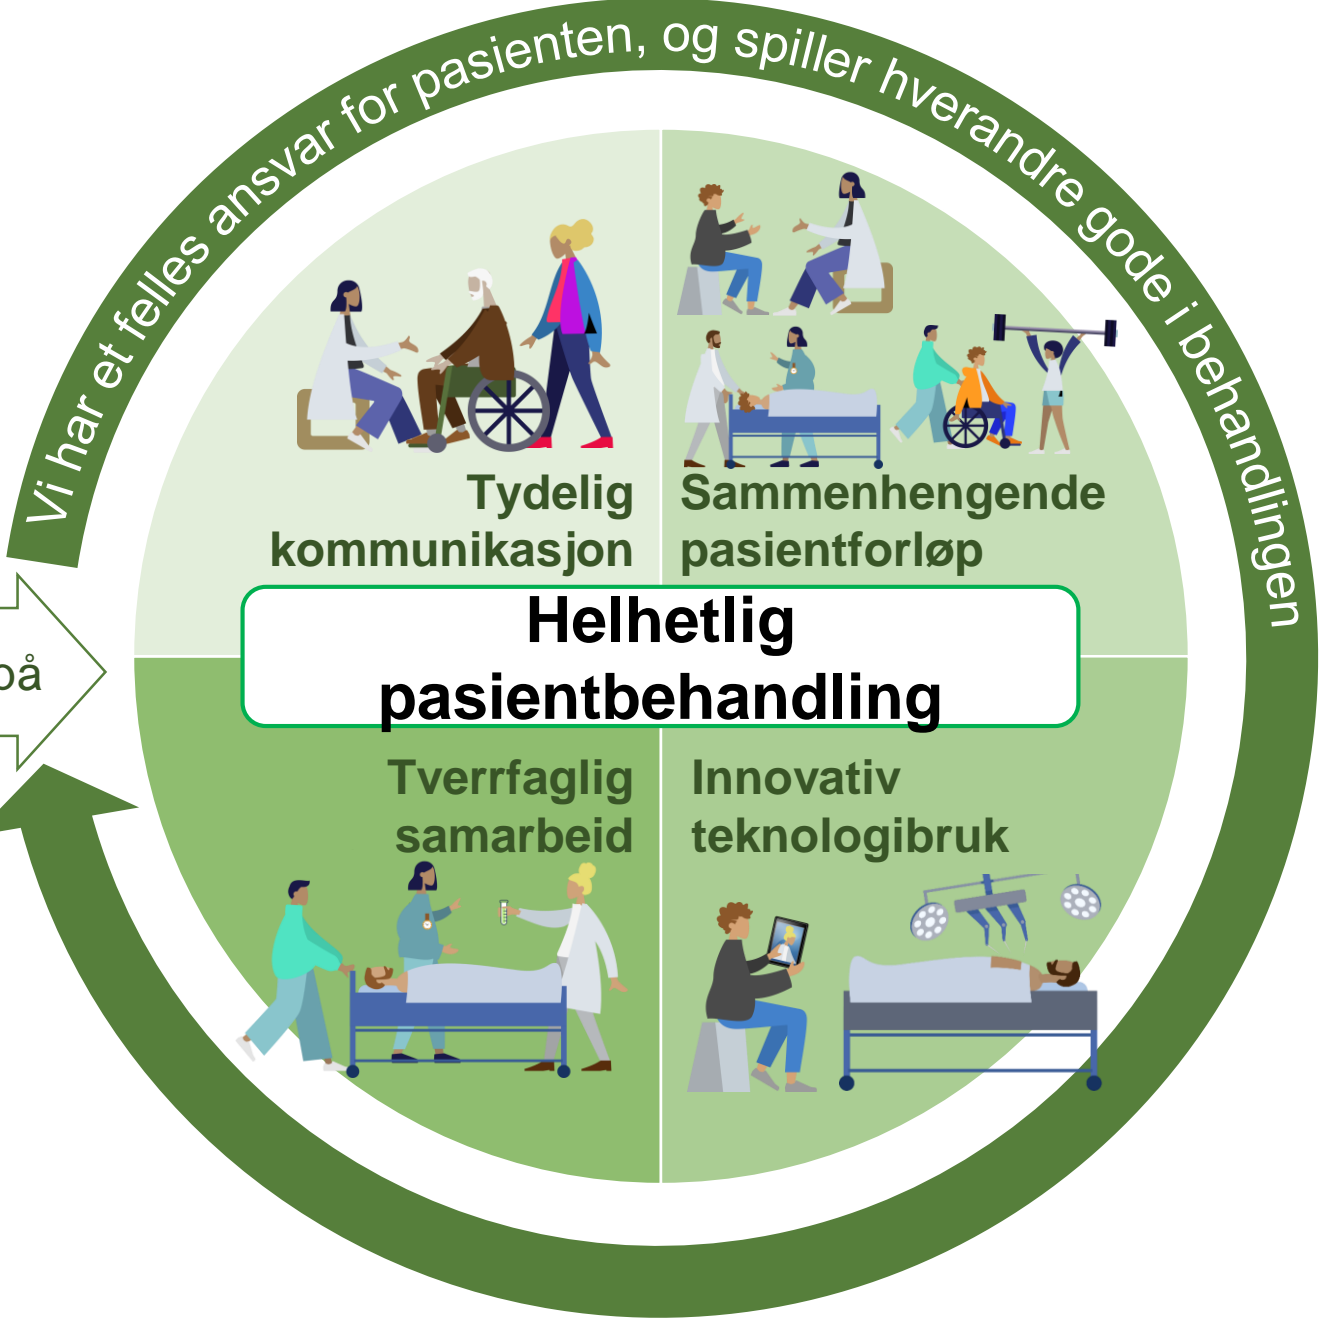 Vi har et felles ansvar for pasienten, og spiller hverandre gode i behandlingen
Tydelig
kommunikasjon
Sammenhengende
pasientforløp
Helhetlig
pasientbehandling
Tverrfaglig
samarbeid
Innovativ
teknologibruk